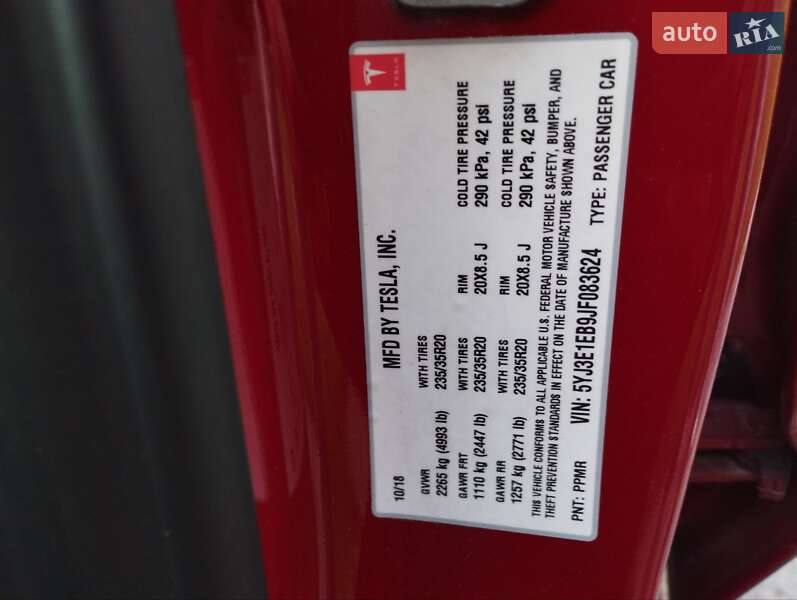 auto RIA.com
TESLA
MFD BY TESLA, INC.
10/18
GVWR WITH TIRES
2265 kg (4993 lb) 235/35R20
GAWR FRT WITH TIRES RIM COLD TIRE PRESSURE
1110 kg (2447 lb) 235/35R20 20X8.5 J 290 kPa, 42 psi
GAWR RR WITH TIRES RIM COLD TIRE PRESSURE
1257 kg (2771 lb) 235/35R20 20X8.5 J 290 kPa, 42 psi
THIS VEHICLE CONFORMS TO ALL APPLICABLE U.S. FEDERAL MOTOR VEHICLE SAFETY, BUMPER, AND
THEFT PREVENTION STANDARDS IN EFFECT ON THE DATE OF MANUFACTURE SHOWN ABOVE.
PNT: PPMR VIN: 5YJ3E1EB9JF083624 TYPE: PASSENGER CAR